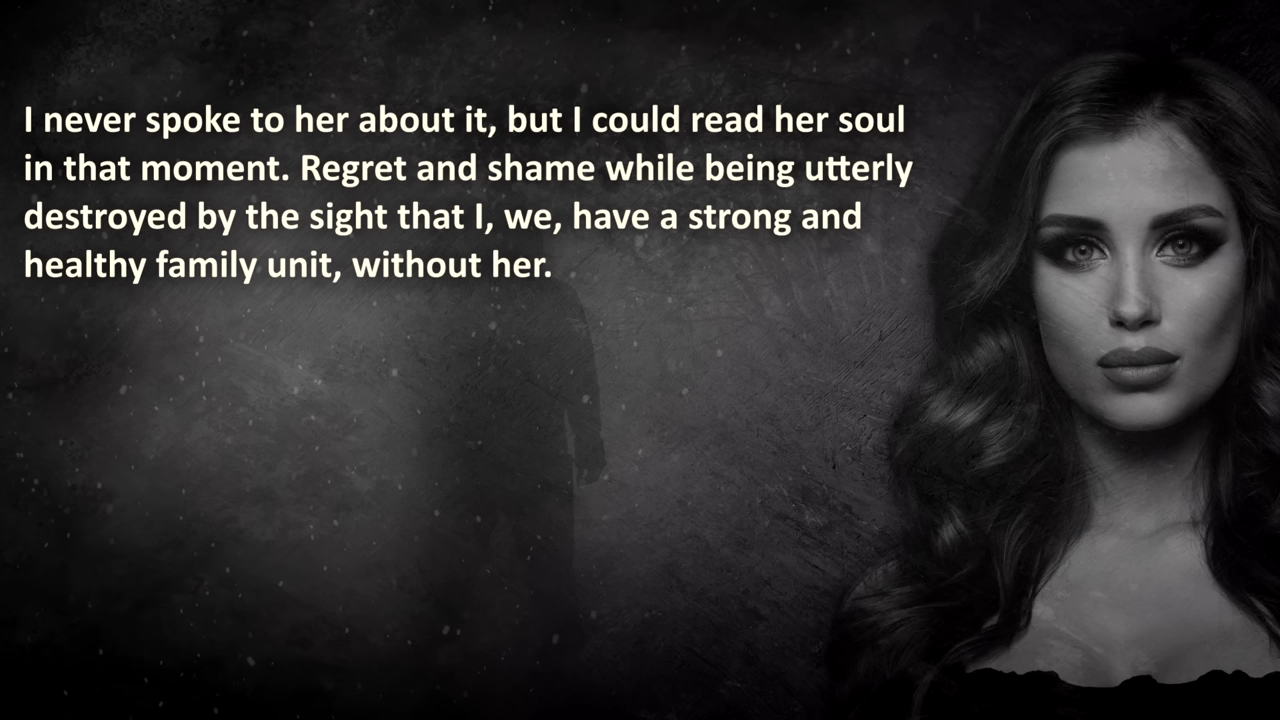 I never spoke to her about it, but I could read her soul
in that moment. Regret and shame while being utterly
destroyed by the sight that I, we, have a strong and
healthy family unit, without her.